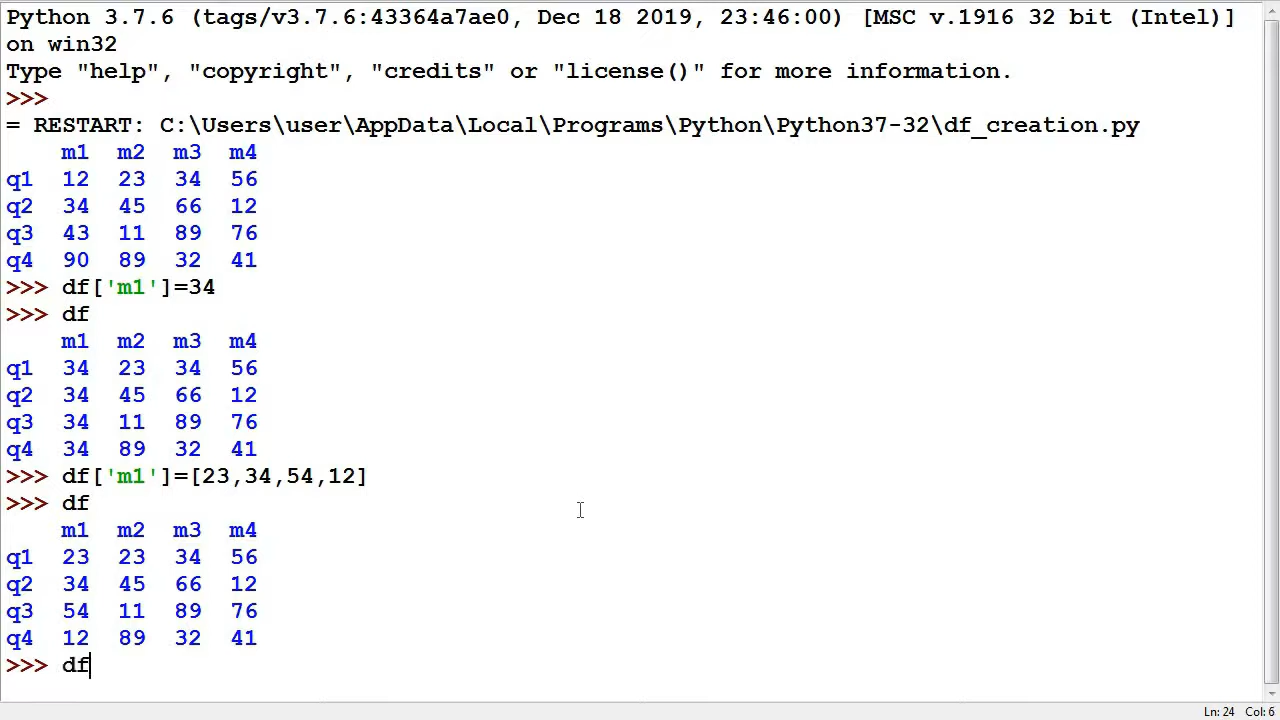 Python 3.7.6 (tags/v3.7.6:43364a7ae0, Dec 18 2019, 23:46:00) [MSC v.1916 32 bit (Intel)]
on win32
Type "help", "copyright", "credits" or "license()" for more information.
>>>
= RESTART: C:\Users\user\AppData\Local\Programs\Python\Python37-32\df_creation.py
    m1  m2  m3  m4
q1  12  23  34  56
q2  34  45  66  12
q3  43  11  89  76
q4  90  89  32  41
>>> df['m1']=34
>>> df
    m1  m2  m3  m4
q1  34  23  34  56
q2  34  45  66  12
q3  34  11  89  76
q4  34  89  32  41
>>> df['m1']=[23,34,54,12]
>>> df
    m1  m2  m3  m4
q1  23  23  34  56
q2  34  45  66  12
q3  54  11  89  76
q4  12  89  32  41
>>> df
Ln: 24 Col: 6